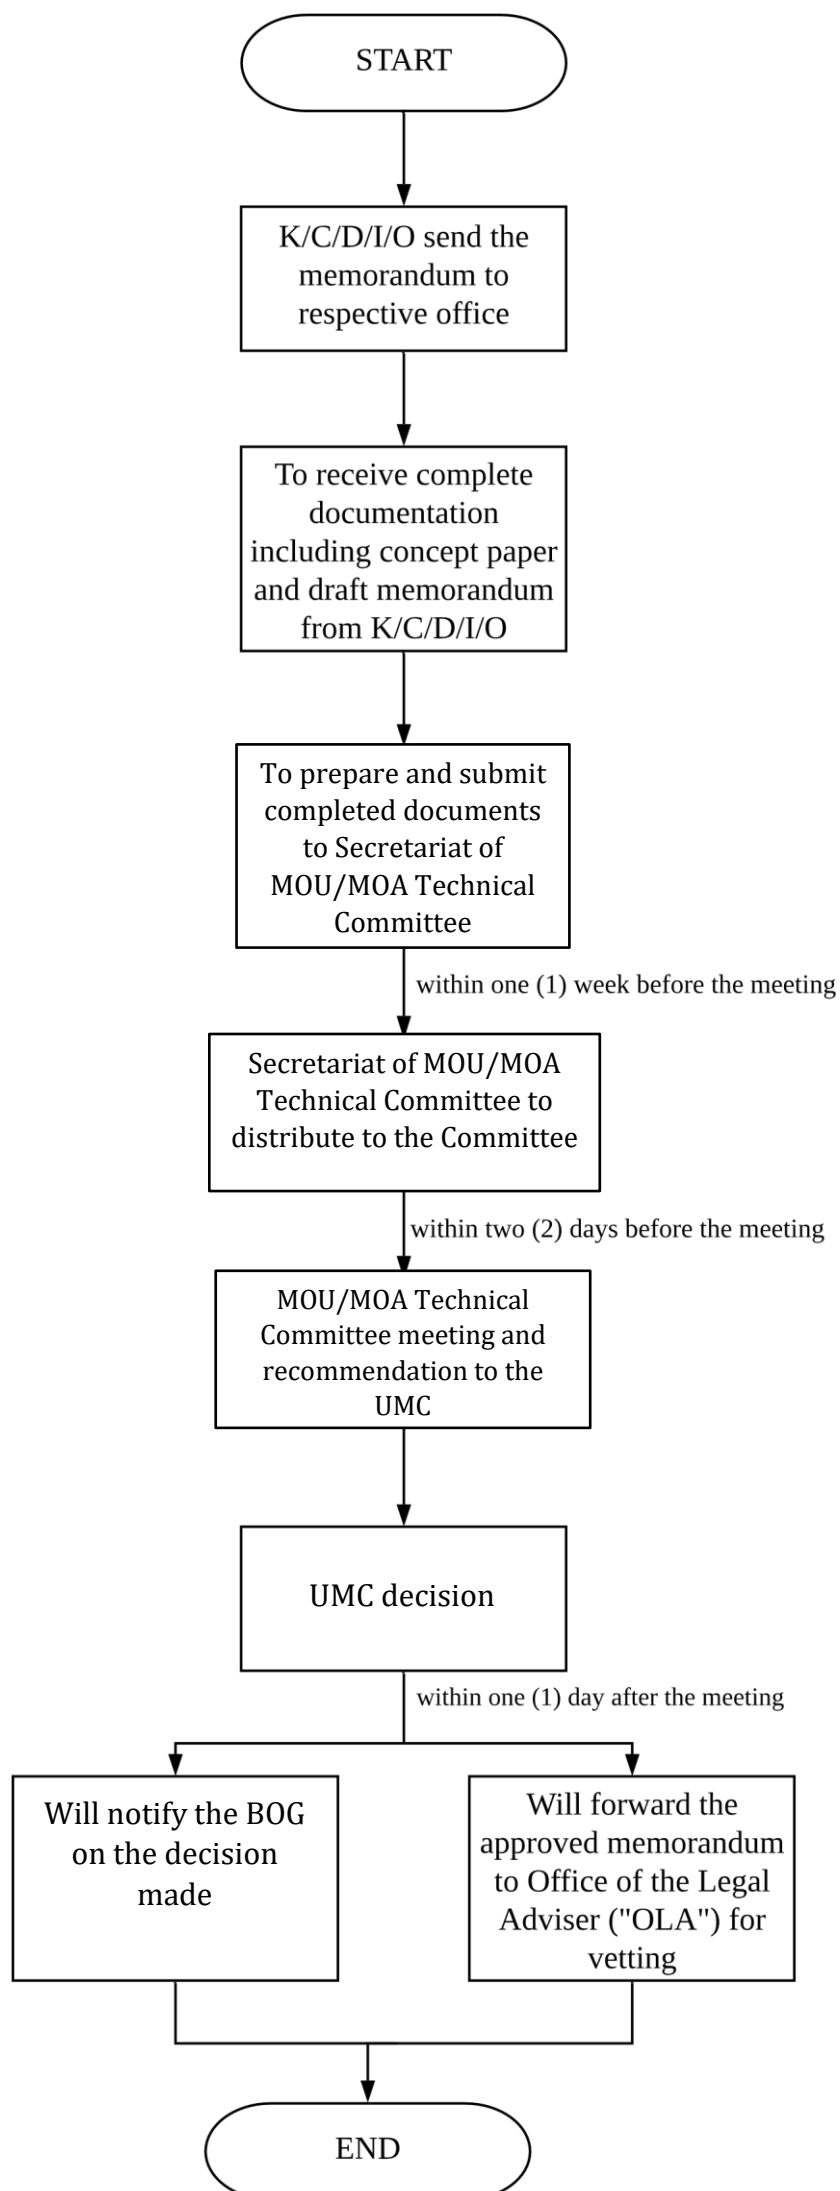 START
K/C/D/I/O send the
memorandum to
respective office
To receive complete
documentation
including concept paper
and draft memorandum
from K/C/D/I/O
To prepare and submit
completed documents
to Secretariat of
MOU/MOA Technical
Committee
within one (1) week before the meeting
Secretariat of MOU/MOA
Technical Committee to
distribute to the Committee
within two (2) days before the meeting
MOU/MOA Technical
Committee meeting and
recommendation to the
UMC
UMC decision
within one (1) day after the meeting
Will notify the BOG
on the decision
made
Will forward the
approved memorandum
to Office of the Legal
Adviser ("OLA") for
vetting
END